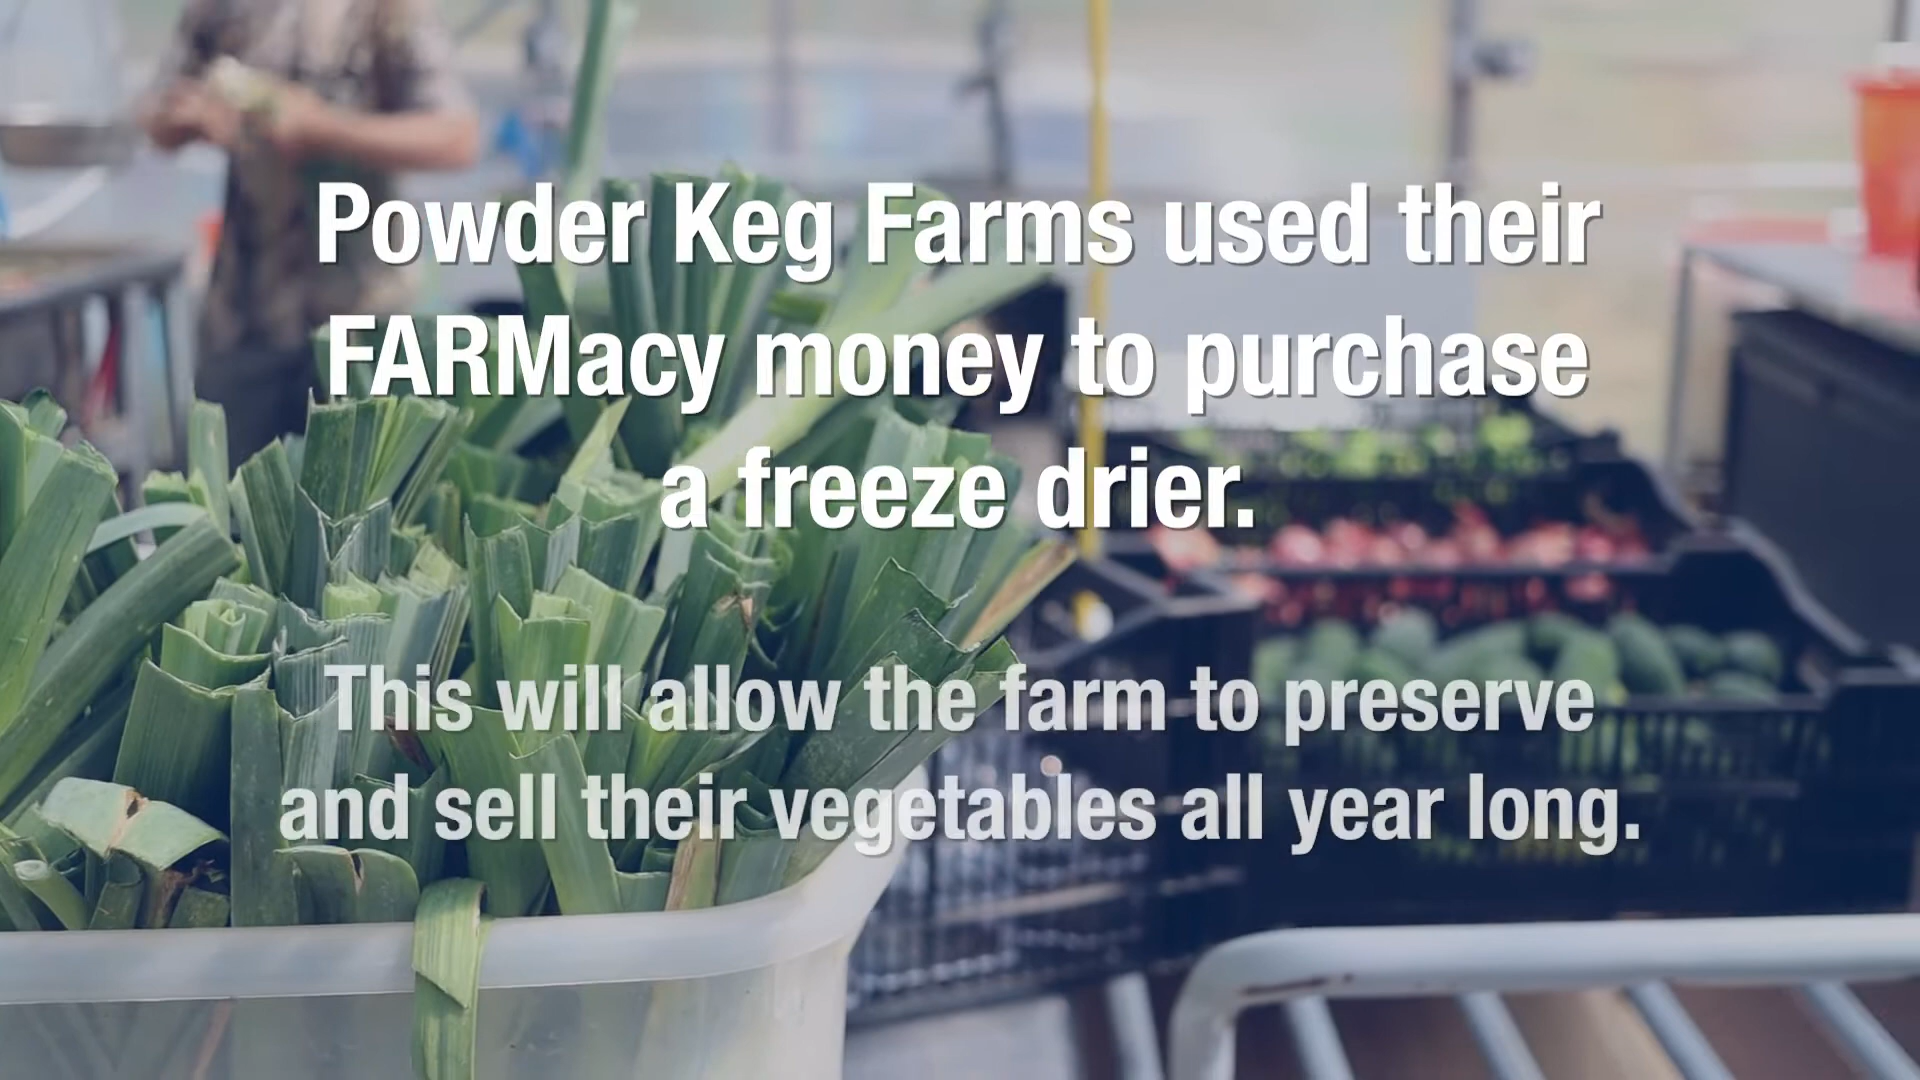 Powder Keg Farms used their
FARMacy money to purchase
a freeze drier.
This will allow the farm to preserve
and sell their vegetables all year long.